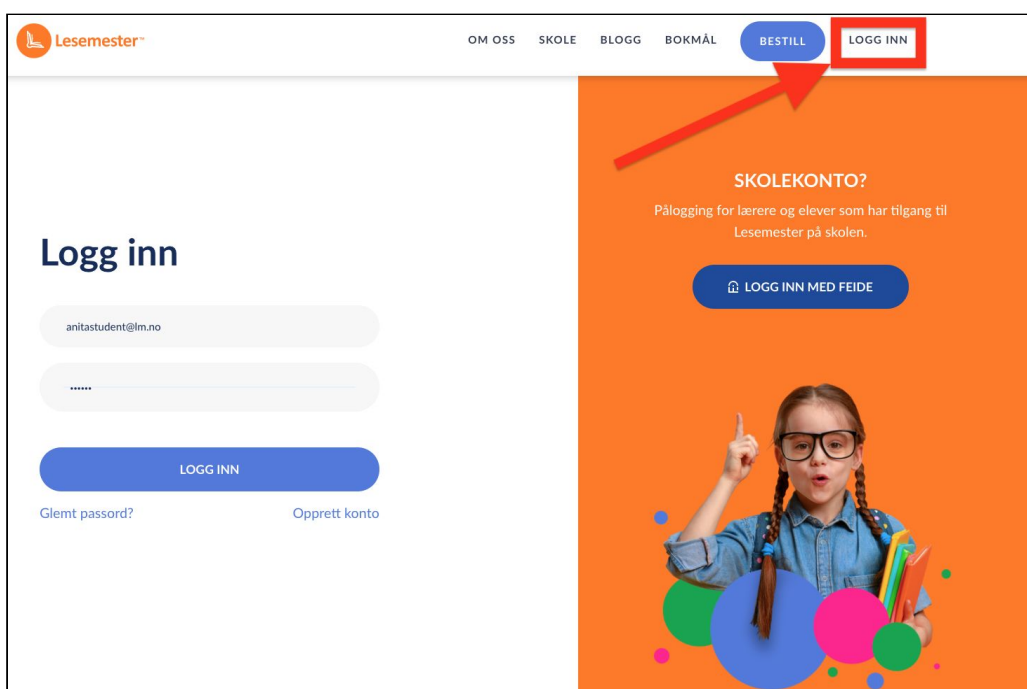 Lesemester™
OM OSS SKOLE BLOGG BOKMÅL BESTILL LOGG INN
Logg inn
anitastudent@lm.no
••••••
LOGG INN
Glemt passord? Opprett konto
SKOLEKONTO?
Pålogging for lærere og elever som har tilgang til
Lesemester på skolen.
LOGG INN MED FEIDE